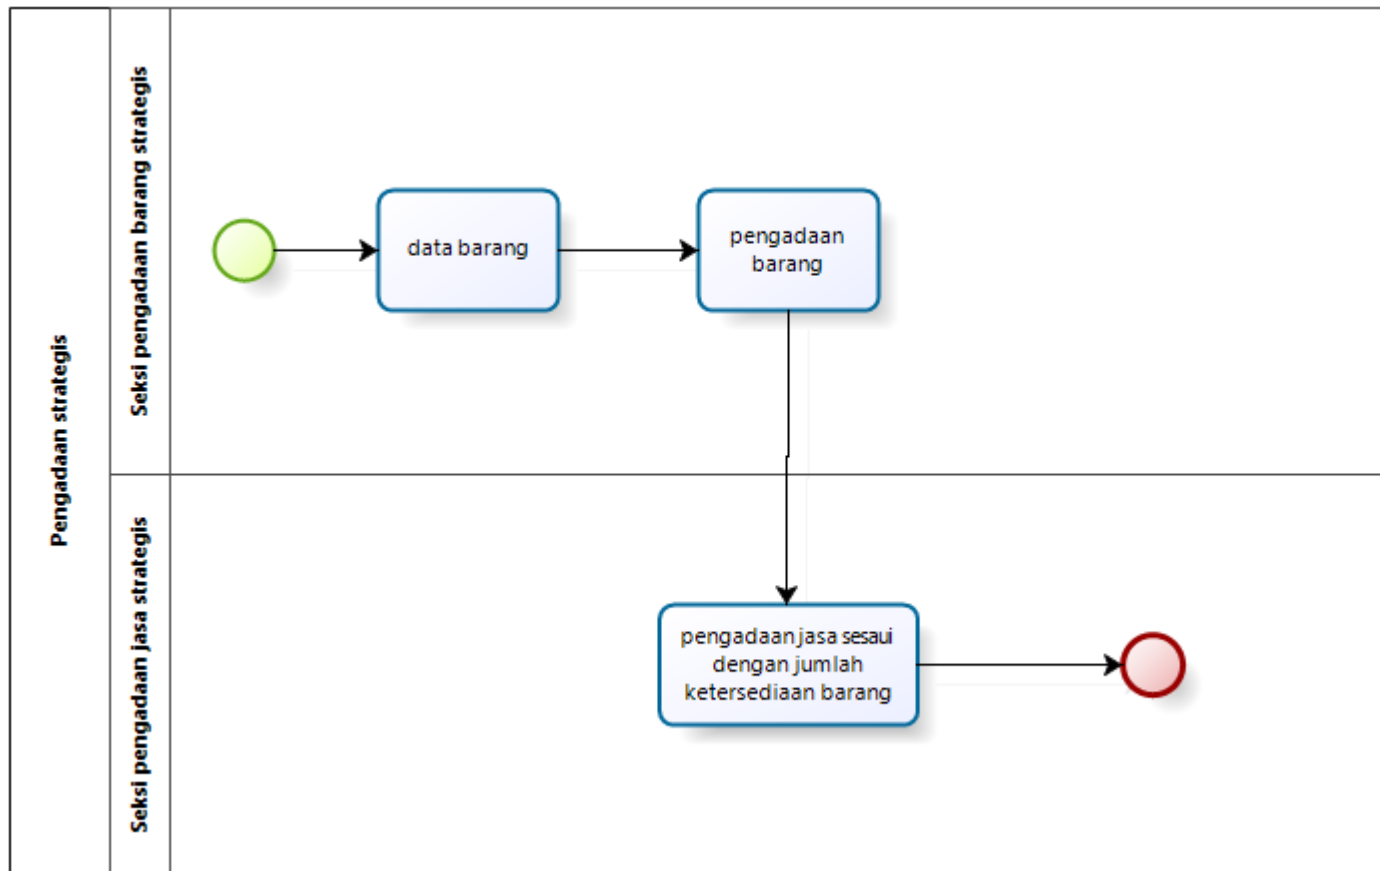 Pengadaan strategis
Seksi pengadaan barang strategis
data barang
pengadaan
barang
Seksi pengadaan jasa strategis
pengadaan jasa sesaui
dengan jumlah
ketersediaan barang